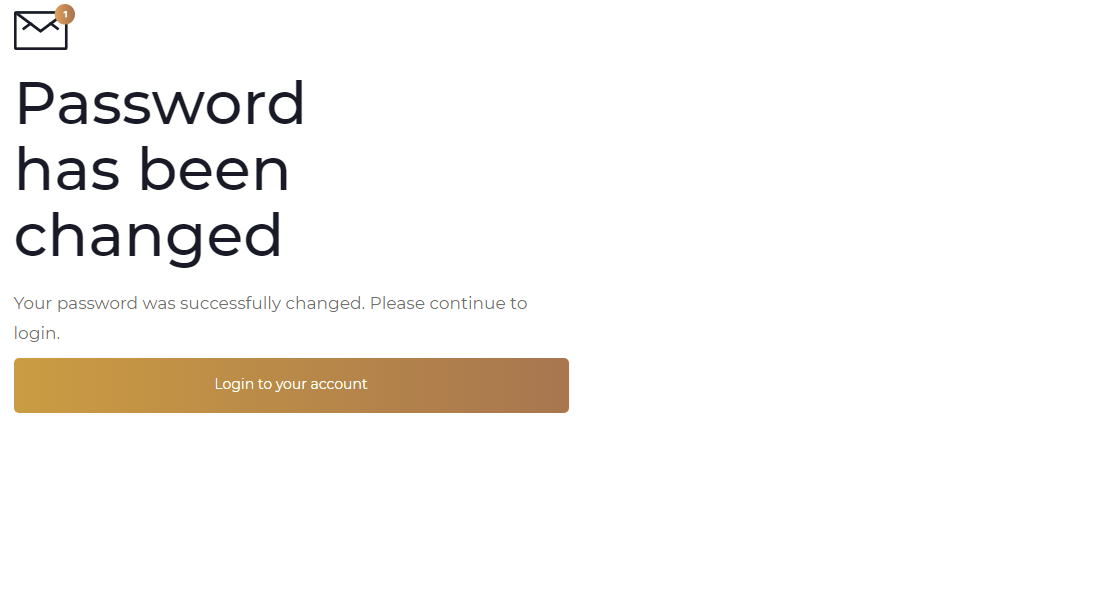 1
Password
has been
changed
Your password was successfully changed. Please continue to
login.
Login to your account